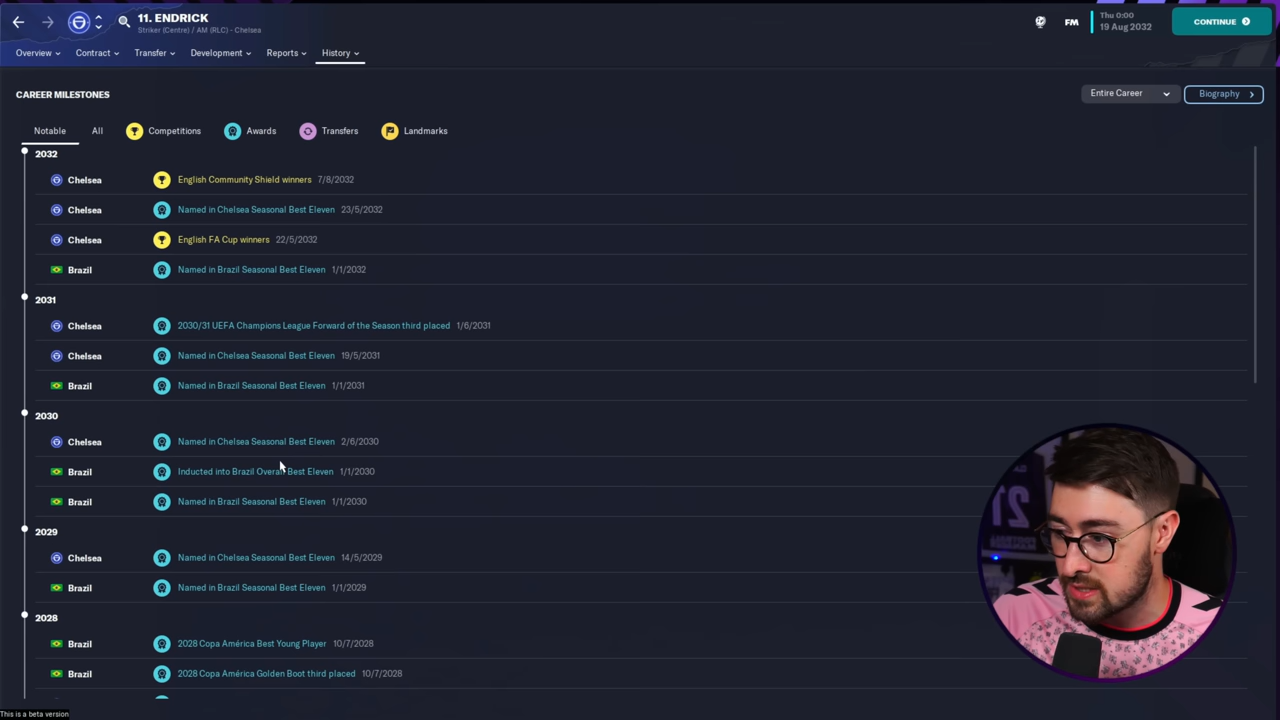 11. ENDRICK
Striker (Centre) / AM (RLC) - Chelsea
FM
Thu 0:00
19 Aug 2032
CONTINUE
Overview
Contract
Transfer
Development
Reports
History
CAREER MILESTONES
Entire Career
Biography
Notable
All
Competitions
Awards
Transfers
Landmarks
2032
Chelsea English Community Shield winners 7/8/2032
Chelsea Named in Chelsea Seasonal Best Eleven 23/5/2032
Chelsea English FA Cup winners 22/5/2032
Brazil Named in Brazil Seasonal Best Eleven 1/1/2032
2031
Chelsea 2030/31 UEFA Champions League Forward of the Season third placed 1/6/2031
Chelsea Named in Chelsea Seasonal Best Eleven 19/5/2031
Brazil Named in Brazil Seasonal Best Eleven 1/1/2031
2030
Chelsea Named in Chelsea Seasonal Best Eleven 2/6/2030
Brazil Inducted into Brazil Overall Best Eleven 1/1/2030
Brazil Named in Brazil Seasonal Best Eleven 1/1/2030
2029
Chelsea Named in Chelsea Seasonal Best Eleven 14/5/2029
Brazil Named in Brazil Seasonal Best Eleven 1/1/2029
2028
Brazil 2028 Copa América Best Young Player 10/7/2028
Brazil 2028 Copa América Golden Boot third placed 10/7/2028
21
This is a beta version